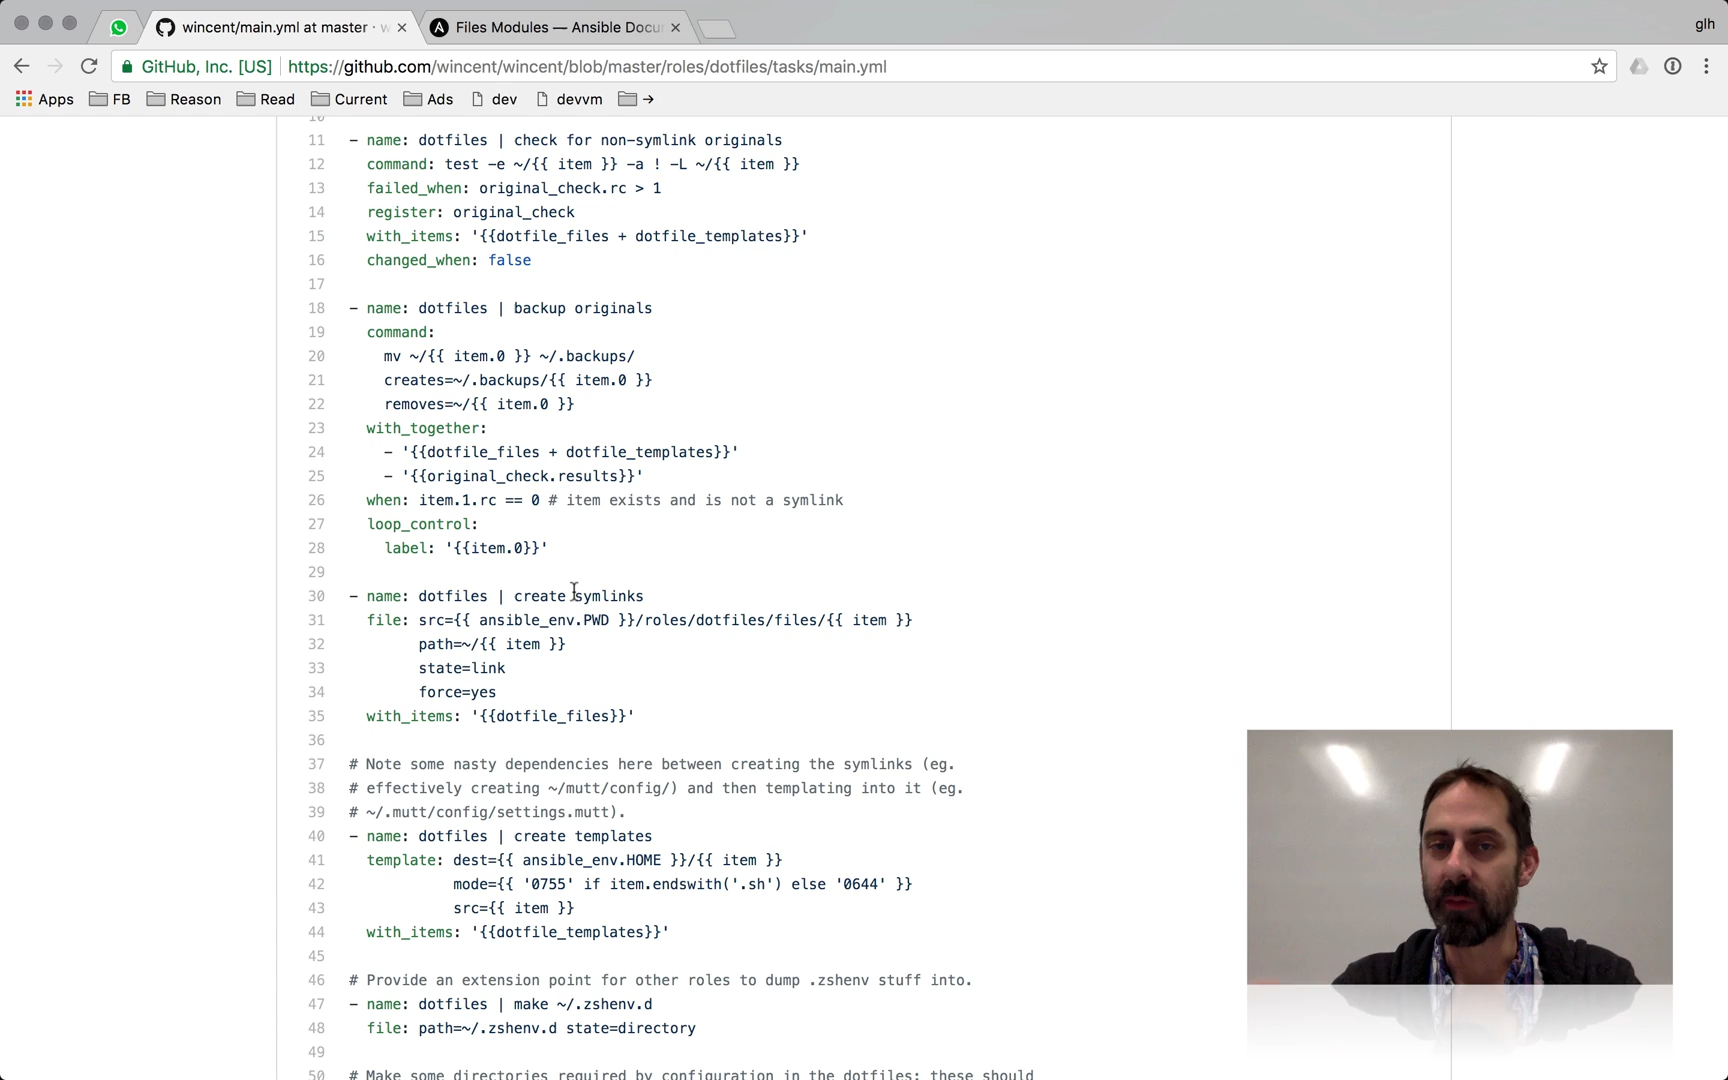 glh
wincent/main.yml at master · w
Files Modules — Ansible Docu
GitHub, Inc. [US]
https://github.com/wincent/wincent/blob/master/roles/dotfiles/tasks/main.yml
Apps FB Reason Read Current Ads dev devvm →
10
11 - name: dotfiles | check for non-symlink originals
12 command: test -e ~/{{ item }} -a ! -L ~/{{ item }}
13 failed_when: original_check.rc > 1
14 register: original_check
15 with_items: '{{dotfile_files + dotfile_templates}}'
16 changed_when: false
17
18 - name: dotfiles | backup originals
19 command:
20 mv ~/{{ item.0 }} ~/.backups/
21 creates=~/.backups/{{ item.0 }}
22 removes=~/{{ item.0 }}
23 with_together:
24 - '{{dotfile_files + dotfile_templates}}'
25 - '{{original_check.results}}'
26 when: item.1.rc == 0 # item exists and is not a symlink
27 loop_control:
28 label: '{{item.0}}'
29
30 - name: dotfiles | create symlinks
31 file: src={{ ansible_env.PWD }}/roles/dotfiles/files/{{ item }}
32 path=~/{{ item }}
33 state=link
34 force=yes
35 with_items: '{{dotfile_files}}'
36
37 # Note some nasty dependencies here between creating the symlinks (eg.
38 # effectively creating ~/mutt/config/) and then templating into it (eg.
39 # ~/.mutt/config/settings.mutt).
40 - name: dotfiles | create templates
41 template: dest={{ ansible_env.HOME }}/{{ item }}
42 mode={{ '0755' if item.endswith('.sh') else '0644' }}
43 src={{ item }}
44 with_items: '{{dotfile_templates}}'
45
46 # Provide an extension point for other roles to dump .zshenv stuff into.
47 - name: dotfiles | make ~/.zshenv.d
48 file: path=~/.zshenv.d state=directory
49
50 # Make some directories required by configuration in the dotfiles; these should